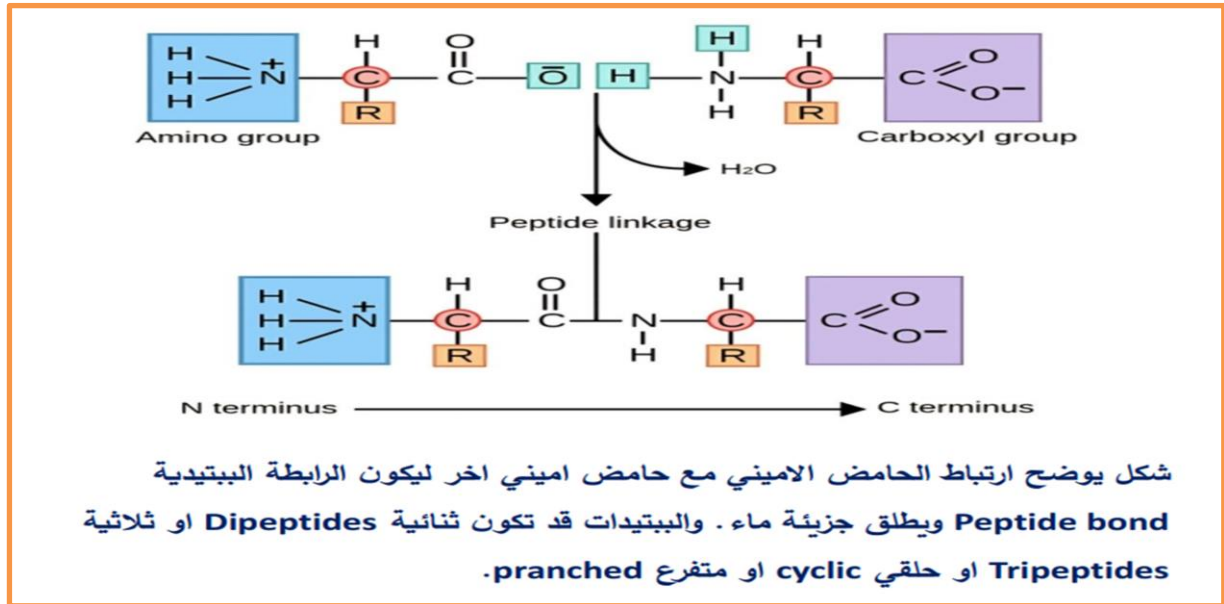 H H O H H O
H N+ C C Ō H N C C
H R H R O−
Amino group Carboxyl group
H₂O
Peptide linkage
H H O H O
H N+ C C N C C
H R H R O−
N terminus C terminus
شكل يوضح ارتباط الحامض الاميني مع حامض اميني اخر ليكون الرابطة الببتيدية
Peptide bond ويطلق جزيئة ماء. والببتيدات قد تكون ثنائية Dipeptides او ثلاثية
Tripeptides او حلقي cyclic او متفرع pranched.